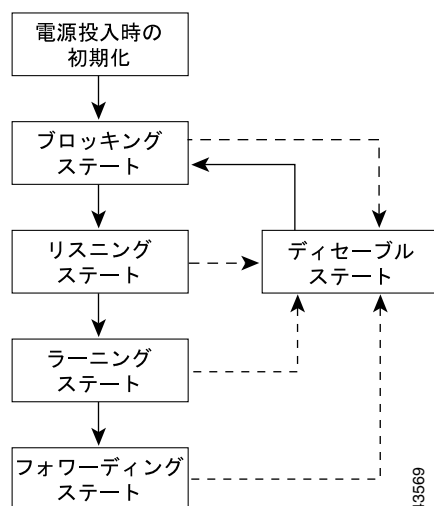 電源投入時の
初期化
ブロッキング
ステート
リスニング
ステート
ディセーブル
ステート
ラーニング
ステート
フォワーディング
ステート
43569